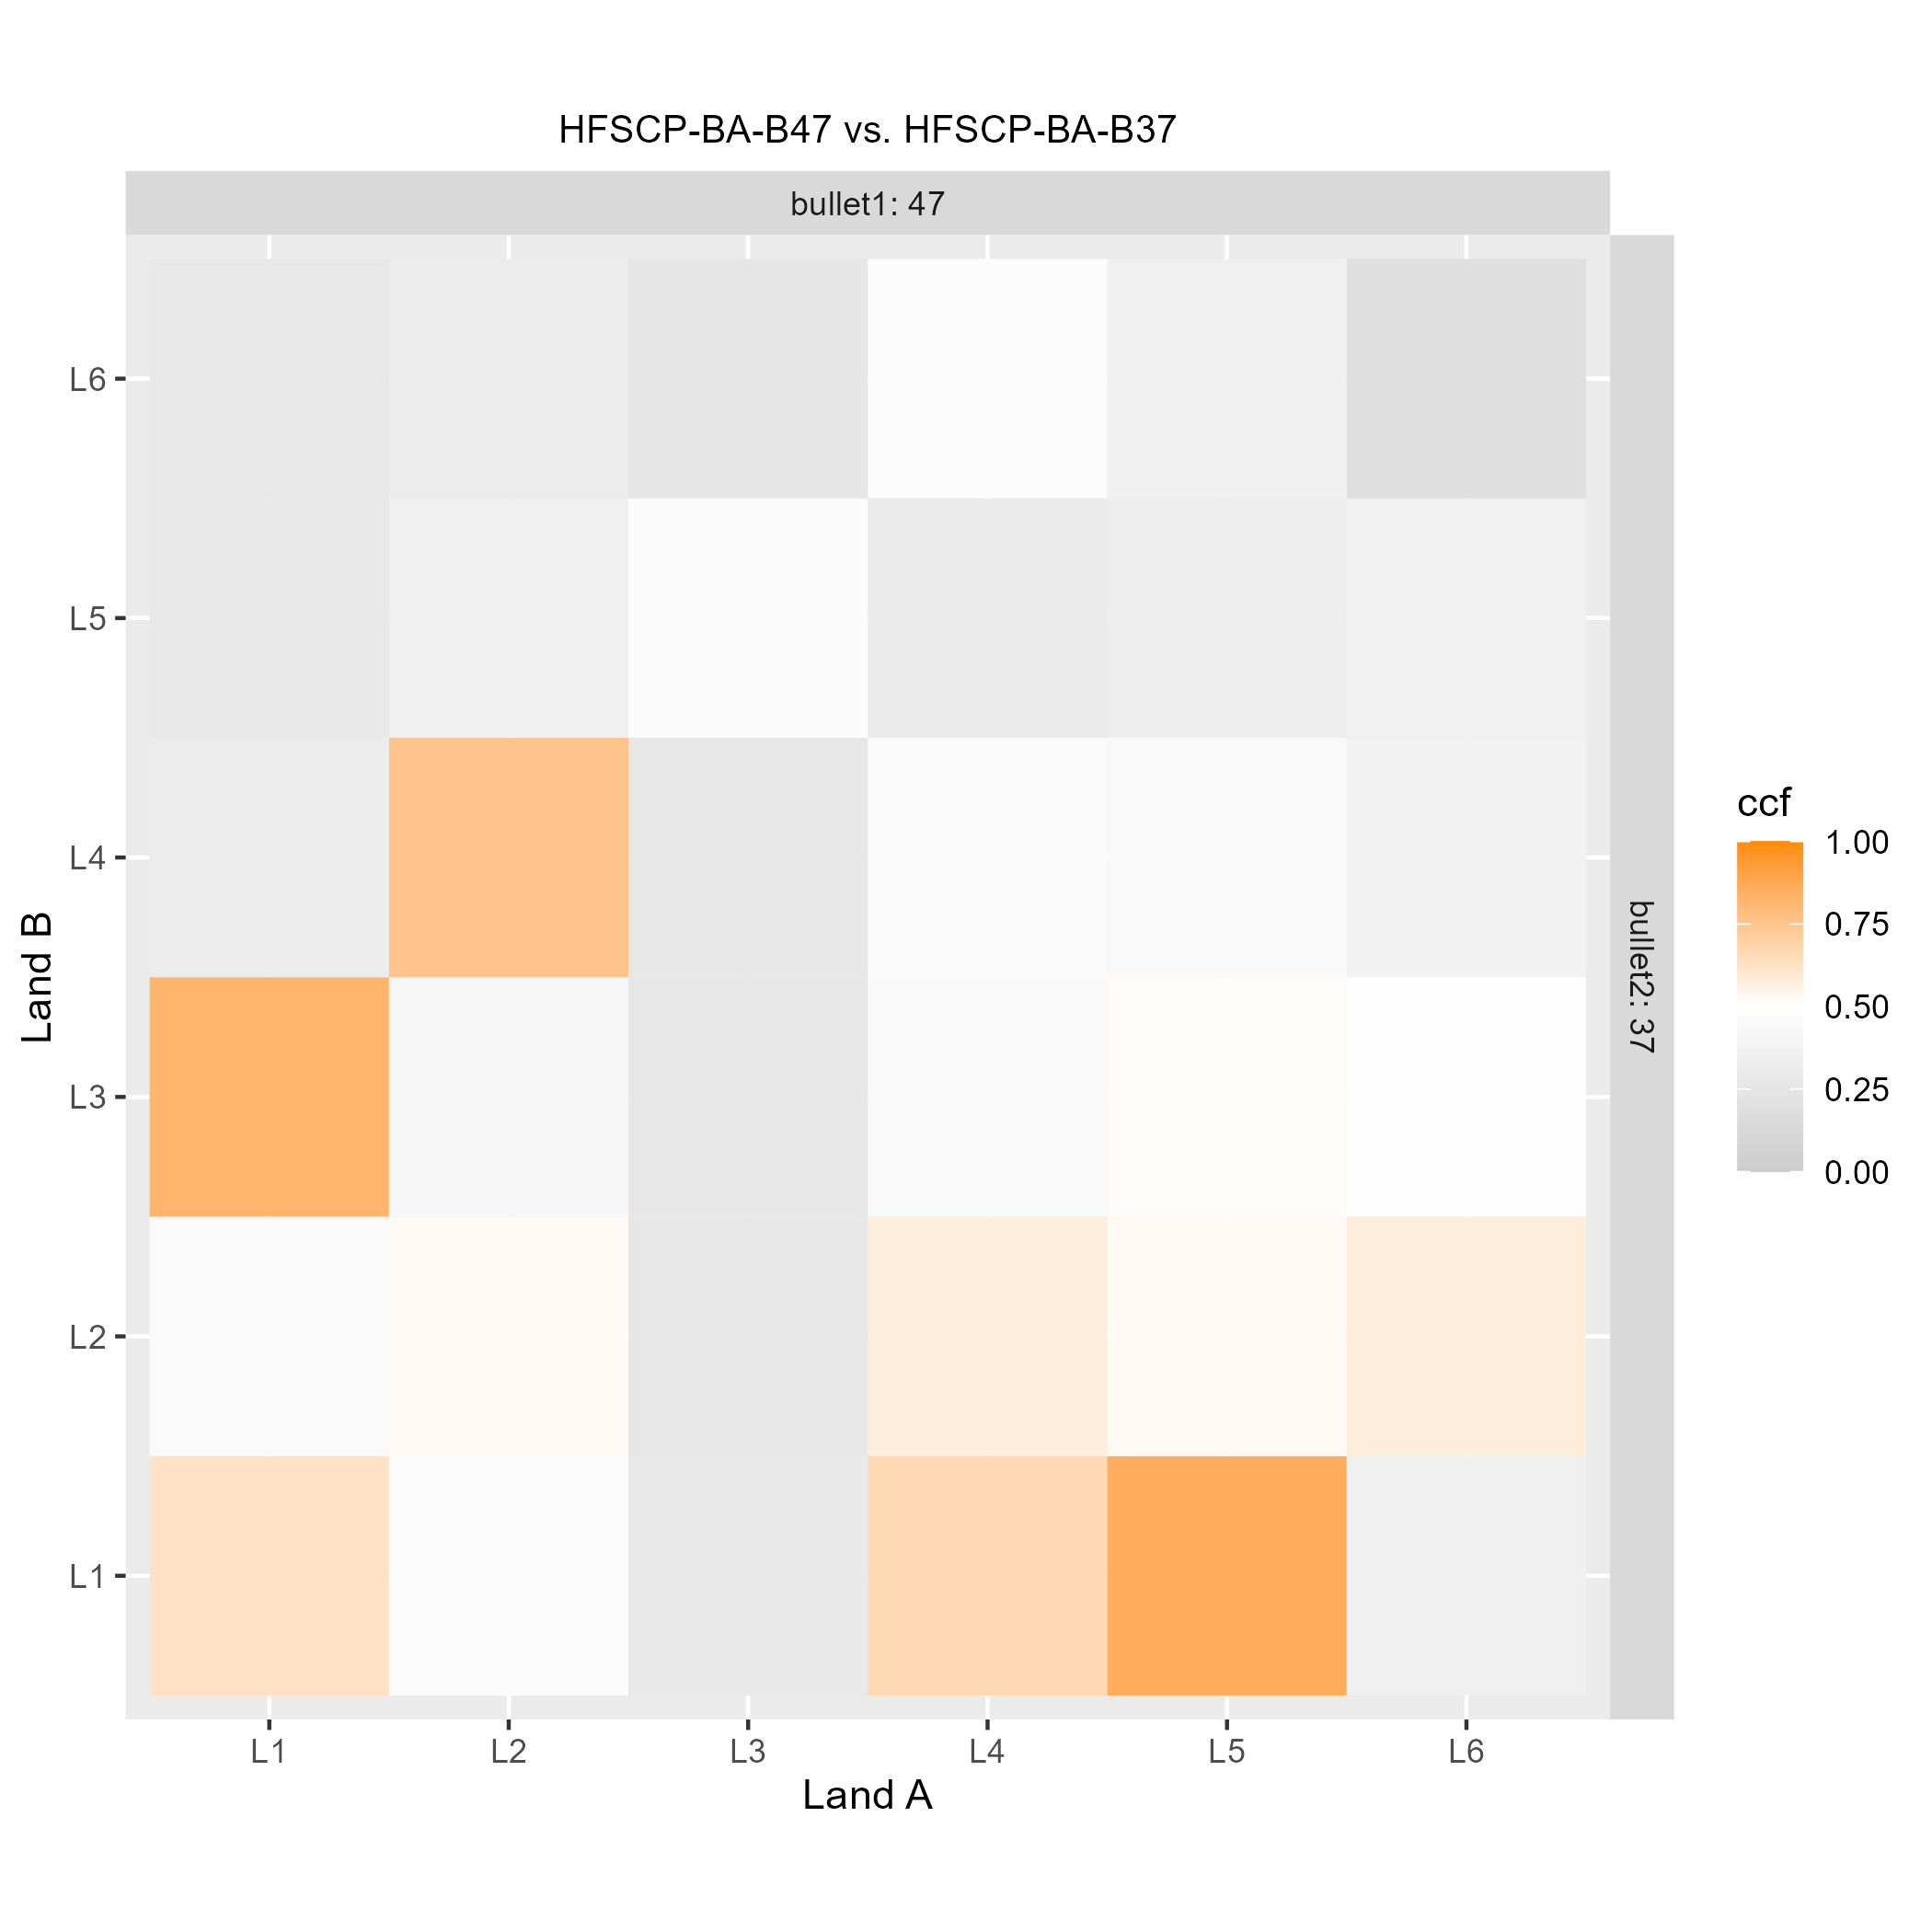 HFSCP-BA-B47 vs. HFSCP-BA-B37
bullet1: 47
L6
L5
L4
L3
L2
L1
Land B
bullet2: 37
L1 L2 L3 L4 L5 L6
Land A
ccf
1.00
0.75
0.50
0.25
0.00